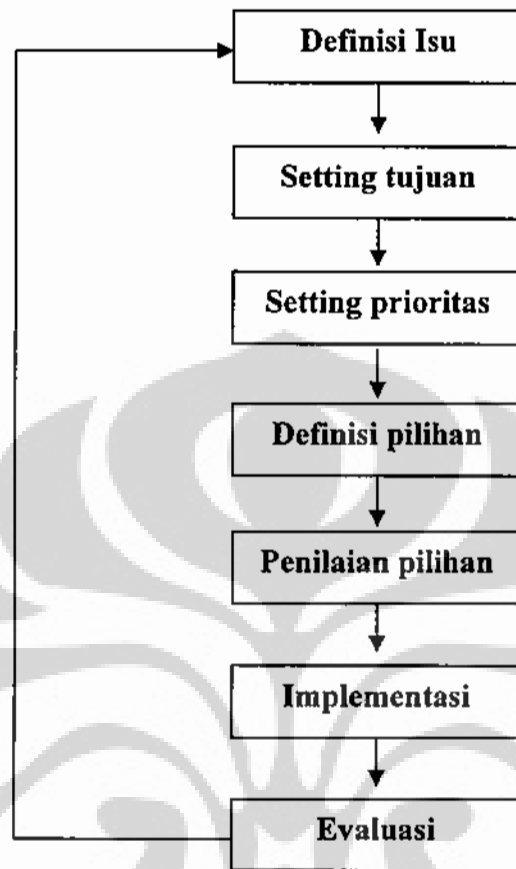 Definisi Isu
Setting tujuan
Setting prioritas
Definisi pilihan
Penilaian pilihan
Implementasi
Evaluasi